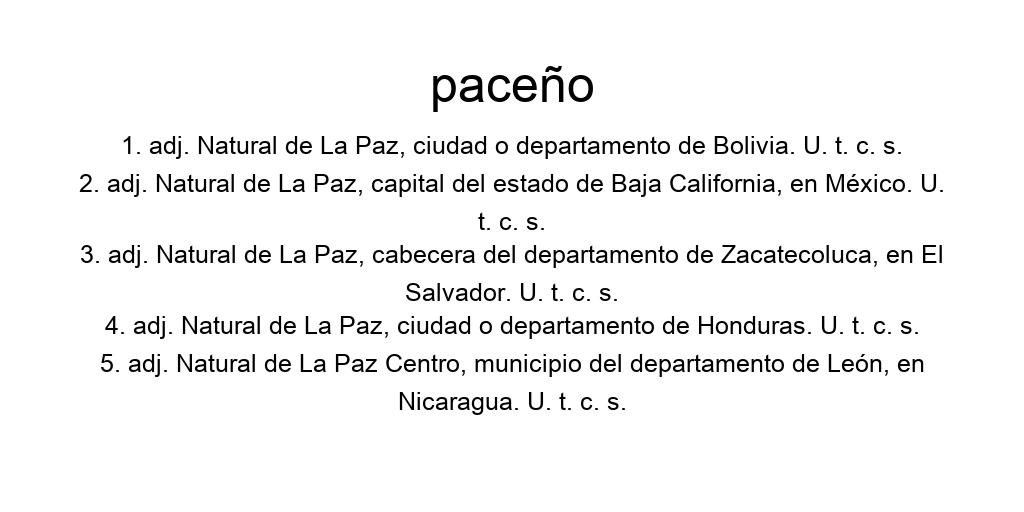 paceño
1. adj. Natural de La Paz, ciudad o departamento de Bolivia. U. t. c. s.
2. adj. Natural de La Paz, capital del estado de Baja California, en México. U.
t. c. s.
3. adj. Natural de La Paz, cabecera del departamento de Zacatecoluca, en El
Salvador. U. t. c. s.
4. adj. Natural de La Paz, ciudad o departamento de Honduras. U. t. c. s.
5. adj. Natural de La Paz Centro, municipio del departamento de León, en
Nicaragua. U. t. c. s.